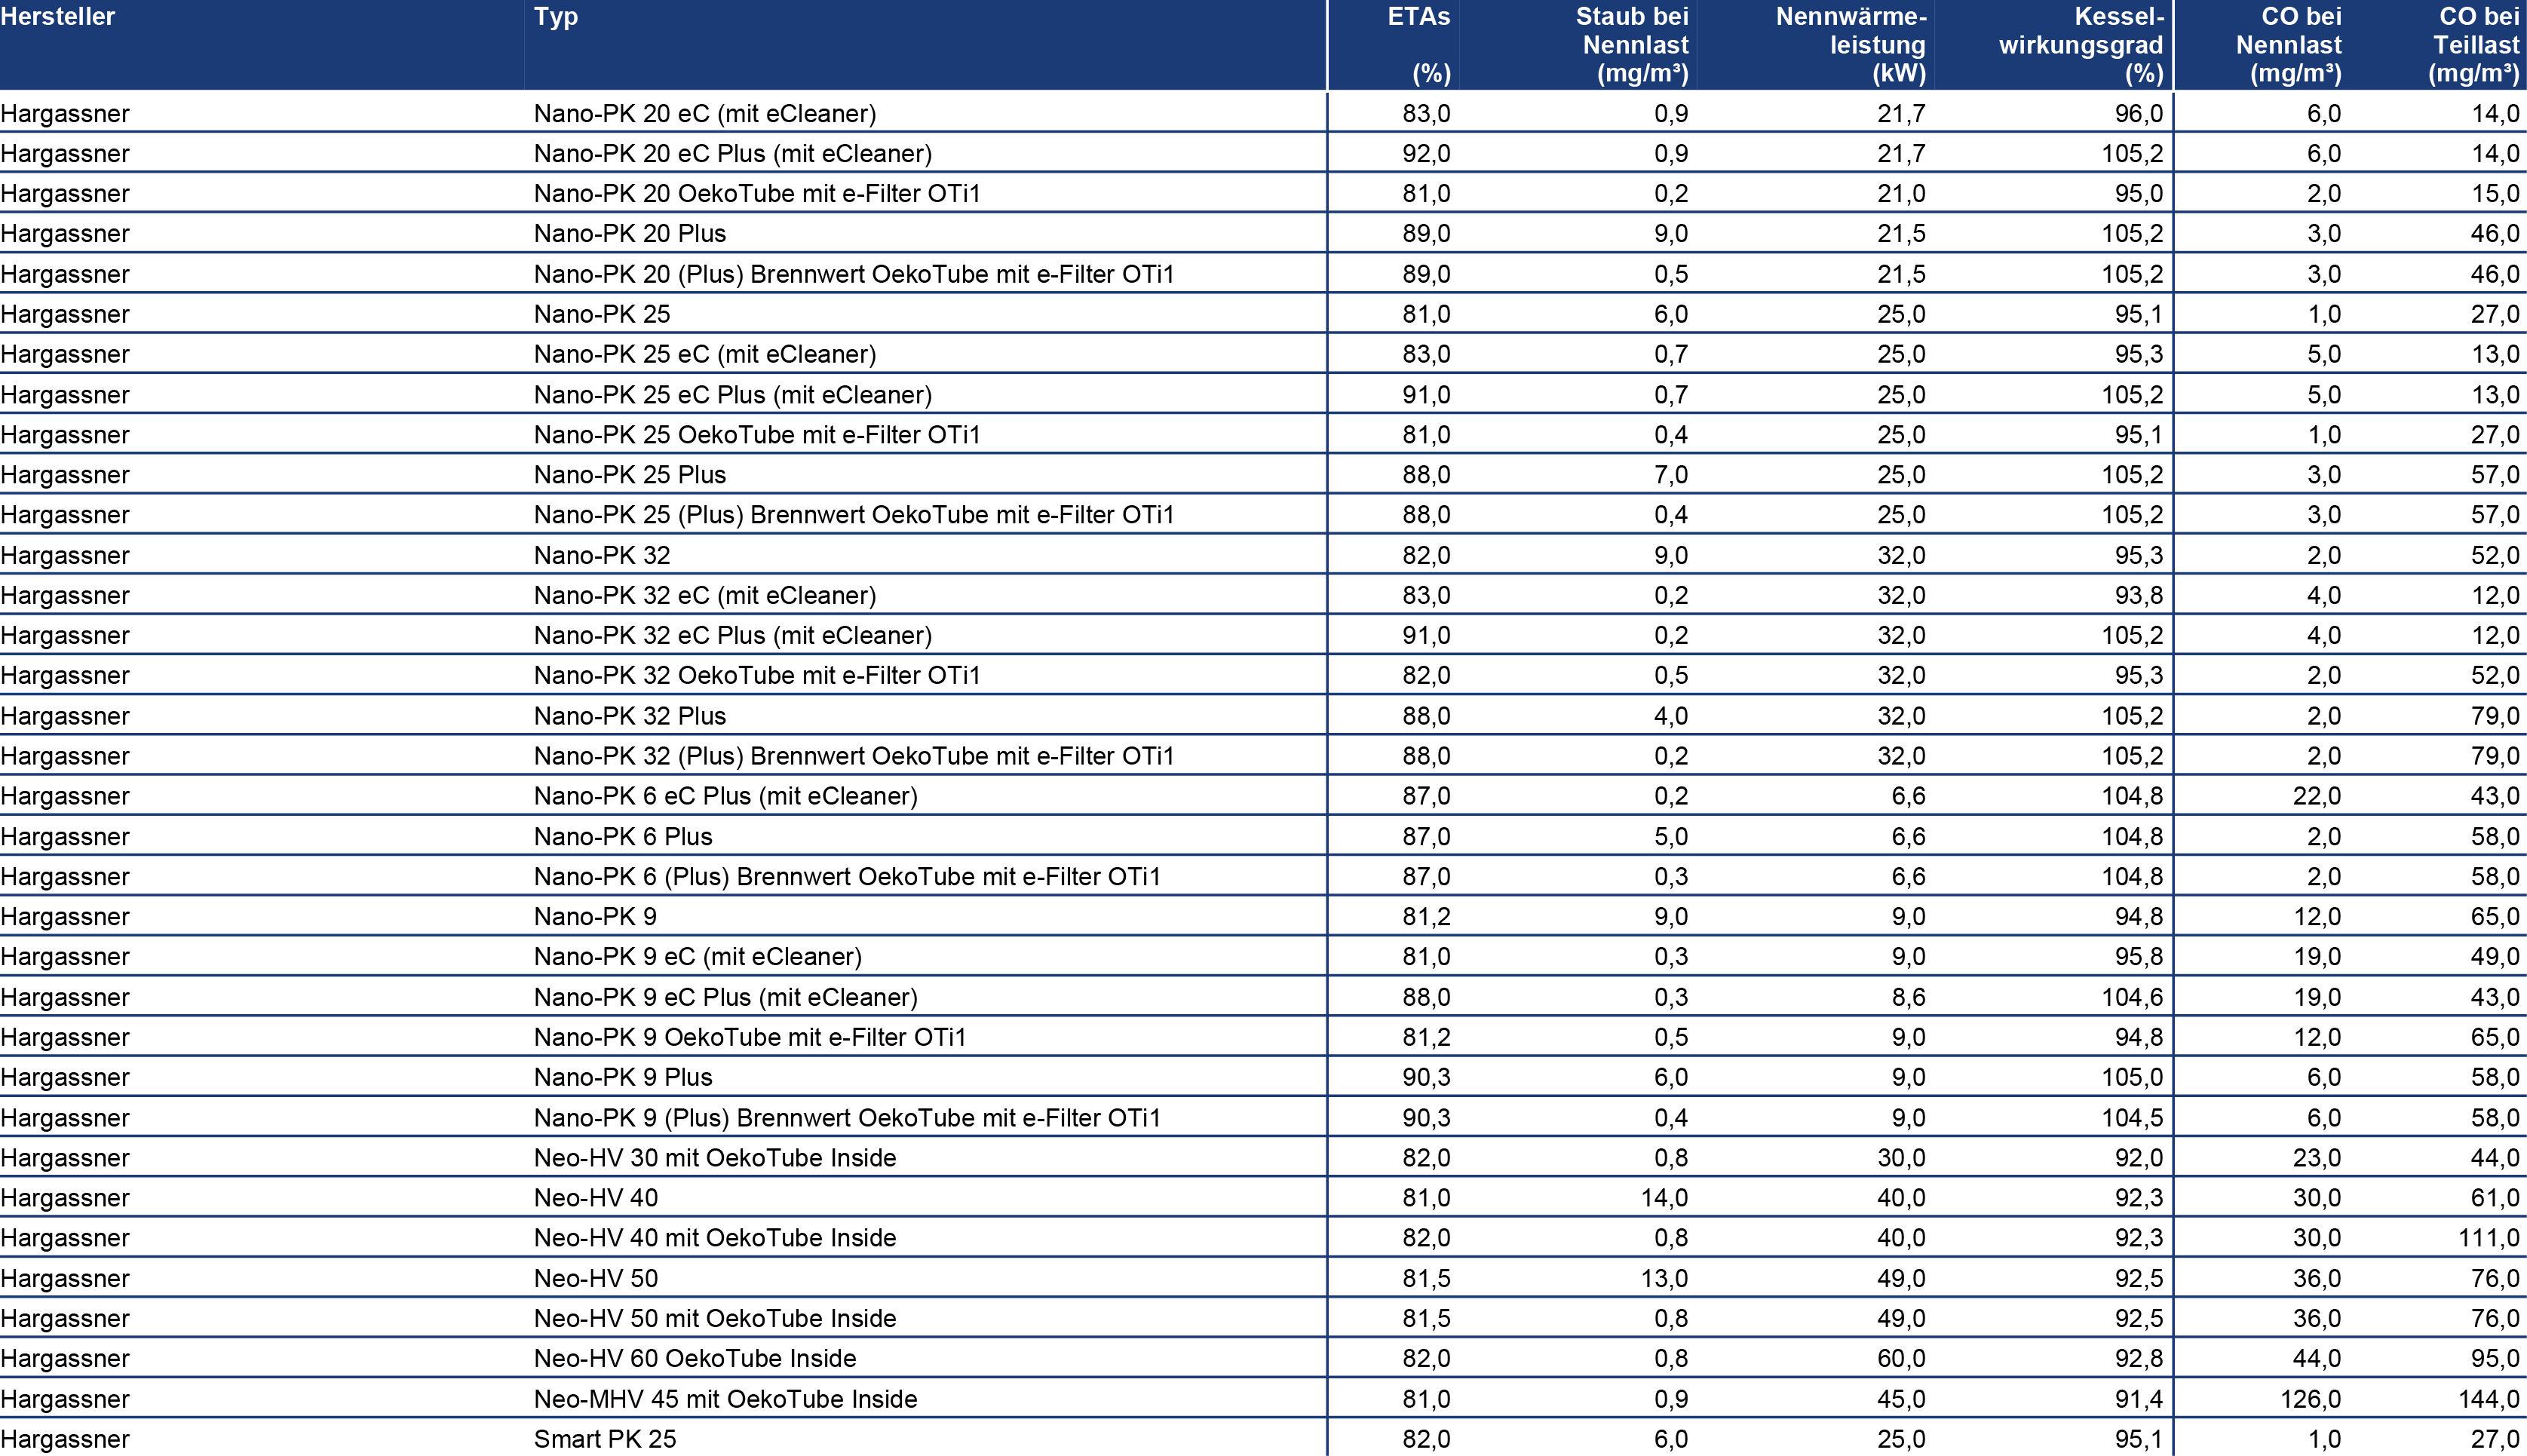 Hersteller Typ ETAs (%) Staub bei Nennlast (mg/m³) Nennwärme-leistung (kW) Kessel-wirkungsgrad (%) CO bei Nennlast (mg/m³) CO bei Teillast (mg/m³)
Hargassner Nano-PK 20 eC (mit eCleaner) 83,0 0,9 21,7 96,0 6,0 14,0
Hargassner Nano-PK 20 eC Plus (mit eCleaner) 92,0 0,9 21,7 105,2 6,0 14,0
Hargassner Nano-PK 20 OekoTube mit e-Filter OTi1 81,0 0,2 21,0 95,0 2,0 15,0
Hargassner Nano-PK 20 Plus 89,0 9,0 21,5 105,2 3,0 46,0
Hargassner Nano-PK 20 (Plus) Brennwert OekoTube mit e-Filter OTi1 89,0 0,5 21,5 105,2 3,0 46,0
Hargassner Nano-PK 25 81,0 6,0 25,0 95,1 1,0 27,0
Hargassner Nano-PK 25 eC (mit eCleaner) 83,0 0,7 25,0 95,3 5,0 13,0
Hargassner Nano-PK 25 eC Plus (mit eCleaner) 91,0 0,7 25,0 105,2 5,0 13,0
Hargassner Nano-PK 25 OekoTube mit e-Filter OTi1 81,0 0,4 25,0 95,1 1,0 27,0
Hargassner Nano-PK 25 Plus 88,0 7,0 25,0 105,2 3,0 57,0
Hargassner Nano-PK 25 (Plus) Brennwert OekoTube mit e-Filter OTi1 88,0 0,4 25,0 105,2 3,0 57,0
Hargassner Nano-PK 32 82,0 9,0 32,0 95,3 2,0 52,0
Hargassner Nano-PK 32 eC (mit eCleaner) 83,0 0,2 32,0 93,8 4,0 12,0
Hargassner Nano-PK 32 eC Plus (mit eCleaner) 91,0 0,2 32,0 105,2 4,0 12,0
Hargassner Nano-PK 32 OekoTube mit e-Filter OTi1 82,0 0,5 32,0 95,3 2,0 52,0
Hargassner Nano-PK 32 Plus 88,0 4,0 32,0 105,2 2,0 79,0
Hargassner Nano-PK 32 (Plus) Brennwert OekoTube mit e-Filter OTi1 88,0 0,2 32,0 105,2 2,0 79,0
Hargassner Nano-PK 6 eC Plus (mit eCleaner) 87,0 0,2 6,6 104,8 22,0 43,0
Hargassner Nano-PK 6 Plus 87,0 5,0 6,6 104,8 2,0 58,0
Hargassner Nano-PK 6 (Plus) Brennwert OekoTube mit e-Filter OTi1 87,0 0,3 6,6 104,8 2,0 58,0
Hargassner Nano-PK 9 81,2 9,0 9,0 94,8 12,0 65,0
Hargassner Nano-PK 9 eC (mit eCleaner) 81,0 0,3 9,0 95,8 19,0 49,0
Hargassner Nano-PK 9 eC Plus (mit eCleaner) 88,0 0,3 8,6 104,6 19,0 43,0
Hargassner Nano-PK 9 OekoTube mit e-Filter OTi1 81,2 0,5 9,0 94,8 12,0 65,0
Hargassner Nano-PK 9 Plus 90,3 6,0 9,0 105,0 6,0 58,0
Hargassner Nano-PK 9 (Plus) Brennwert OekoTube mit e-Filter OTi1 90,3 0,4 9,0 104,5 6,0 58,0
Hargassner Neo-HV 30 mit OekoTube Inside 82,0 0,8 30,0 92,0 23,0 44,0
Hargassner Neo-HV 40 81,0 14,0 40,0 92,3 30,0 61,0
Hargassner Neo-HV 40 mit OekoTube Inside 82,0 0,8 40,0 92,3 30,0 111,0
Hargassner Neo-HV 50 81,5 13,0 49,0 92,5 36,0 76,0
Hargassner Neo-HV 50 mit OekoTube Inside 81,5 0,8 49,0 92,5 36,0 76,0
Hargassner Neo-HV 60 OekoTube Inside 82,0 0,8 60,0 92,8 44,0 95,0
Hargassner Neo-MHV 45 mit OekoTube Inside 81,0 0,9 45,0 91,4 126,0 144,0
Hargassner Smart PK 25 82,0 6,0 25,0 95,1 1,0 27,0